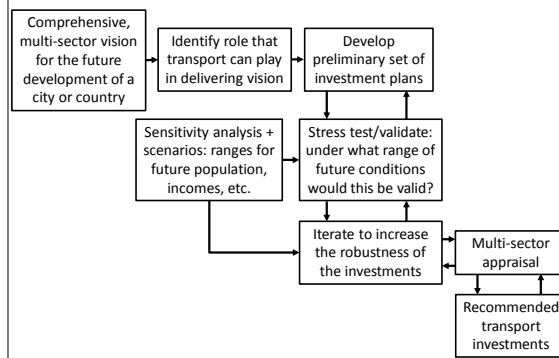 Comprehensive,
multi-sector vision
for the future
development of a
city or country
Identify role that
transport can play
in delivering vision
Develop
preliminary set of
investment plans
Sensitivity analysis +
scenarios: ranges for
future population,
incomes, etc.
Stress test/validate:
under what range of
future conditions
would this be valid?
Iterate to increase
the robustness of
the investments
Multi-sector
appraisal
Recommended
transport
investments